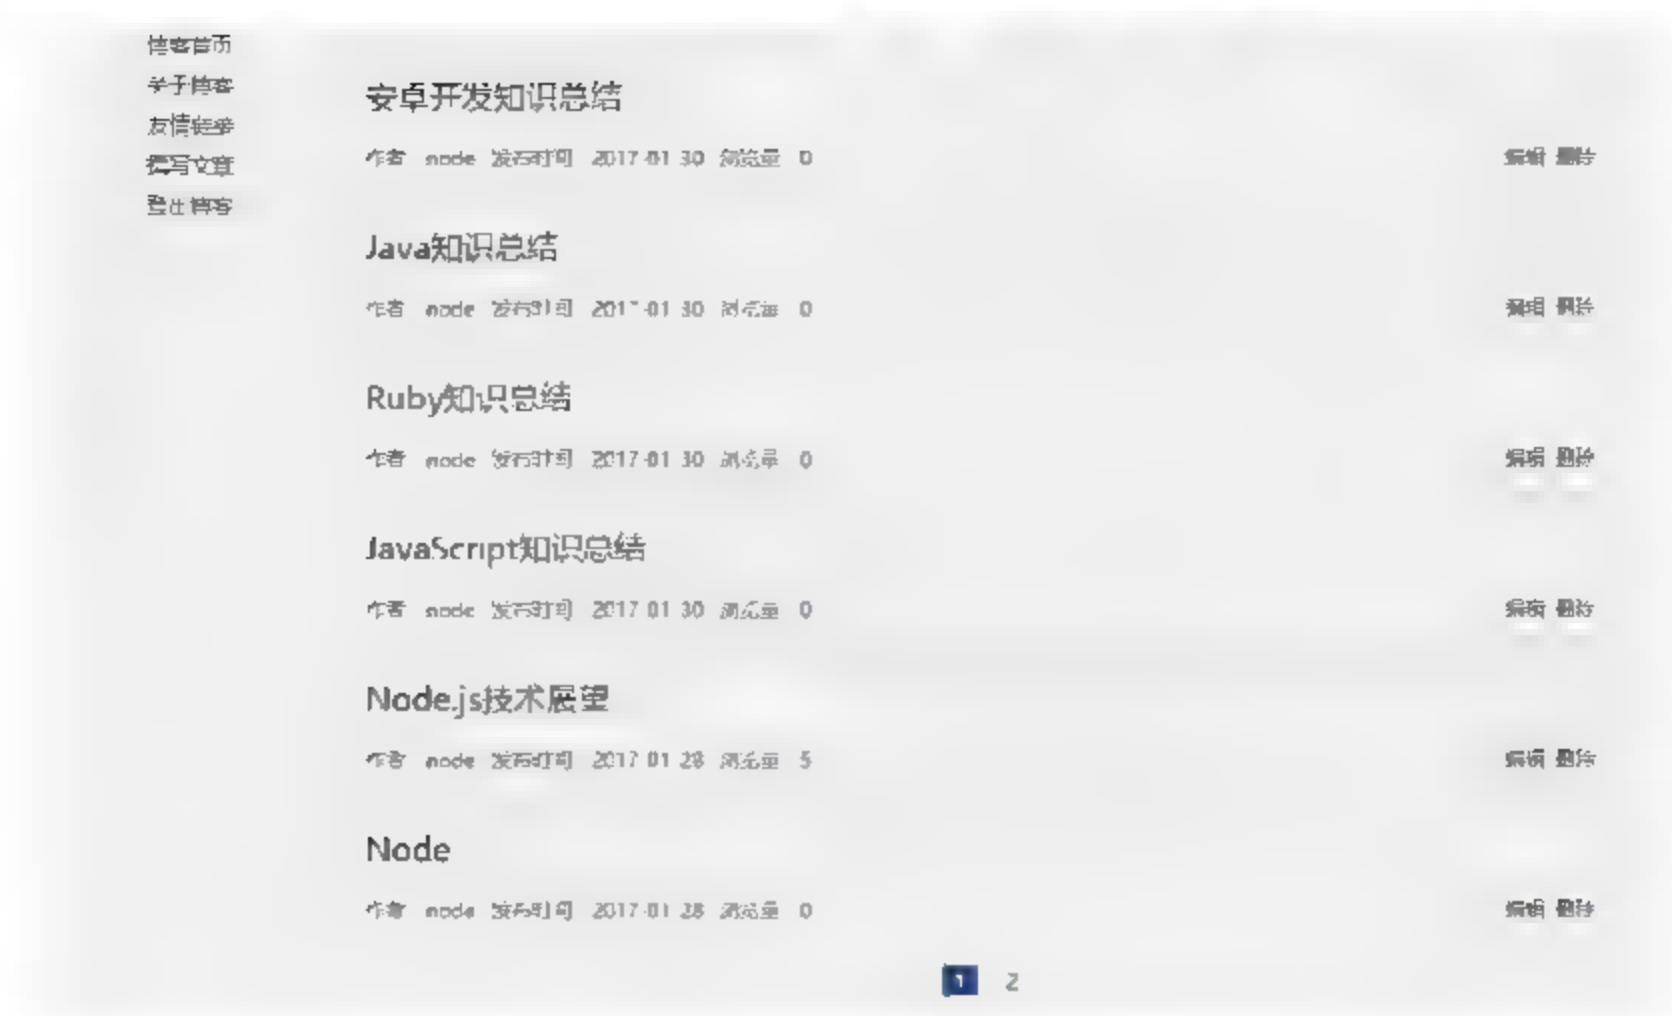 博客首页
关于博客
友情链接
撰写文章
登出博客
安卓开发知识总结
作者 node 发布时间 2017-01-30 浏览量 0
编辑 删除
Java知识总结
作者 node 发布时间 2017-01-30 浏览量 0
编辑 删除
Ruby知识总结
作者 node 发布时间 2017-01-30 浏览量 0
编辑 删除
JavaScript知识总结
作者 node 发布时间 2017-01-30 浏览量 0
编辑 删除
Node.js技术展望
作者 node 发布时间 2017-01-28 浏览量 5
编辑 删除
Node
作者 node 发布时间 2017-01-28 浏览量 0
编辑 删除
1 2